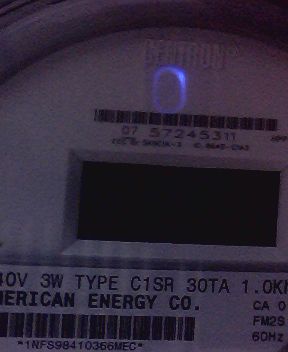 CENTRON
07 57245311
40V 3W TYPE C1SR 30TA 1.0K
MERICAN ENERGY CO.
CA 0
FM2S
60Hz
*1NFS98410366MEC*